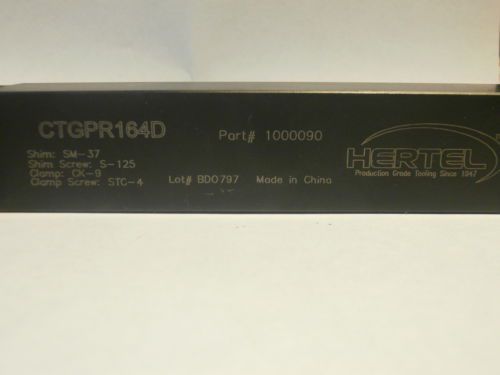 CTGPR164D
Shim: SM-37
Shim Screw: S-125
Clamp: CK-9
Clamp Screw: STC-4
Part# 1000090
Lot# BDO797 Made in China
HERTEL
Production Grade Tooling Since 1947